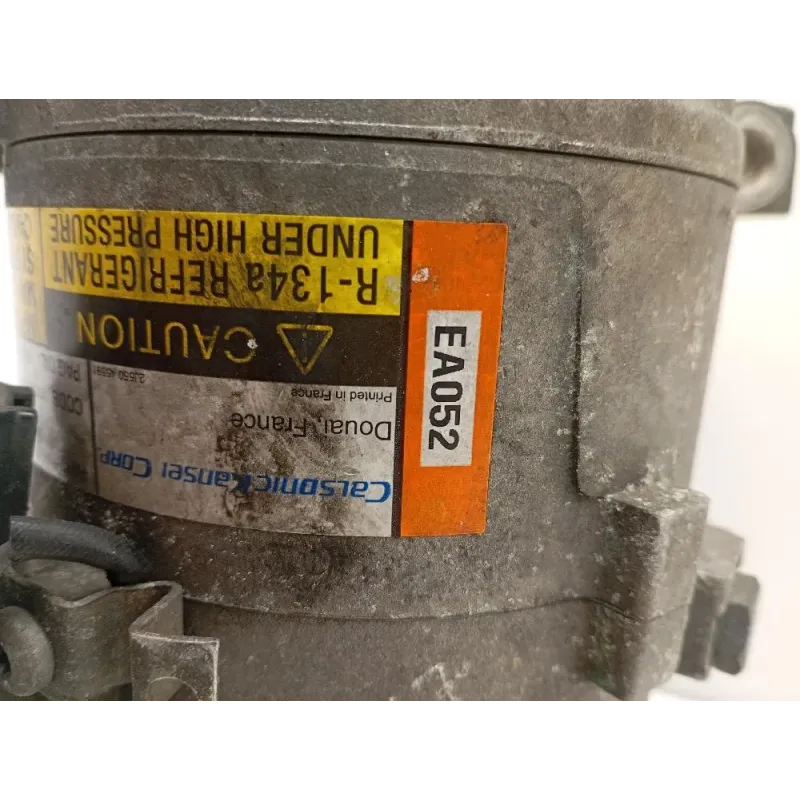 CALSONICKANSEI CORP
Douai, France
Printed in France
CODE
CAUTION
R-134a REFRIGERANT
UNDER HIGH PRESSURE
EA052